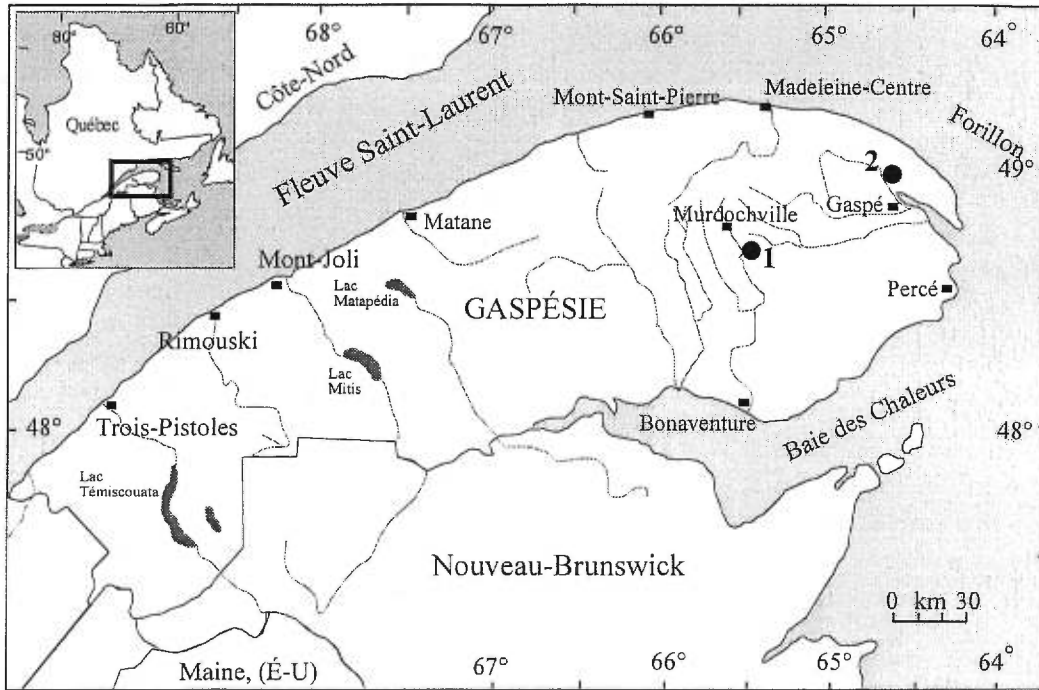 80°
60°
Québec
50°
68°
67°
66°
65°
64°
Côte-Nord
Fleuve Saint-Laurent
Mont-Saint-Pierre
Madeleine-Centre
Forillon
49°
2
Gaspé
Murdochville
1
Matane
Mont-Joli
Lac
Matapédia
GASPÉSIE
Percé
Rimouski
Lac
Mitis
Bonaventure
Baie des Chaleurs
48°
48°
Trois-Pistoles
Lac
Témiscouata
Nouveau-Brunswick
0 km 30
Maine, (É-U)
67°
66°
65°
64°